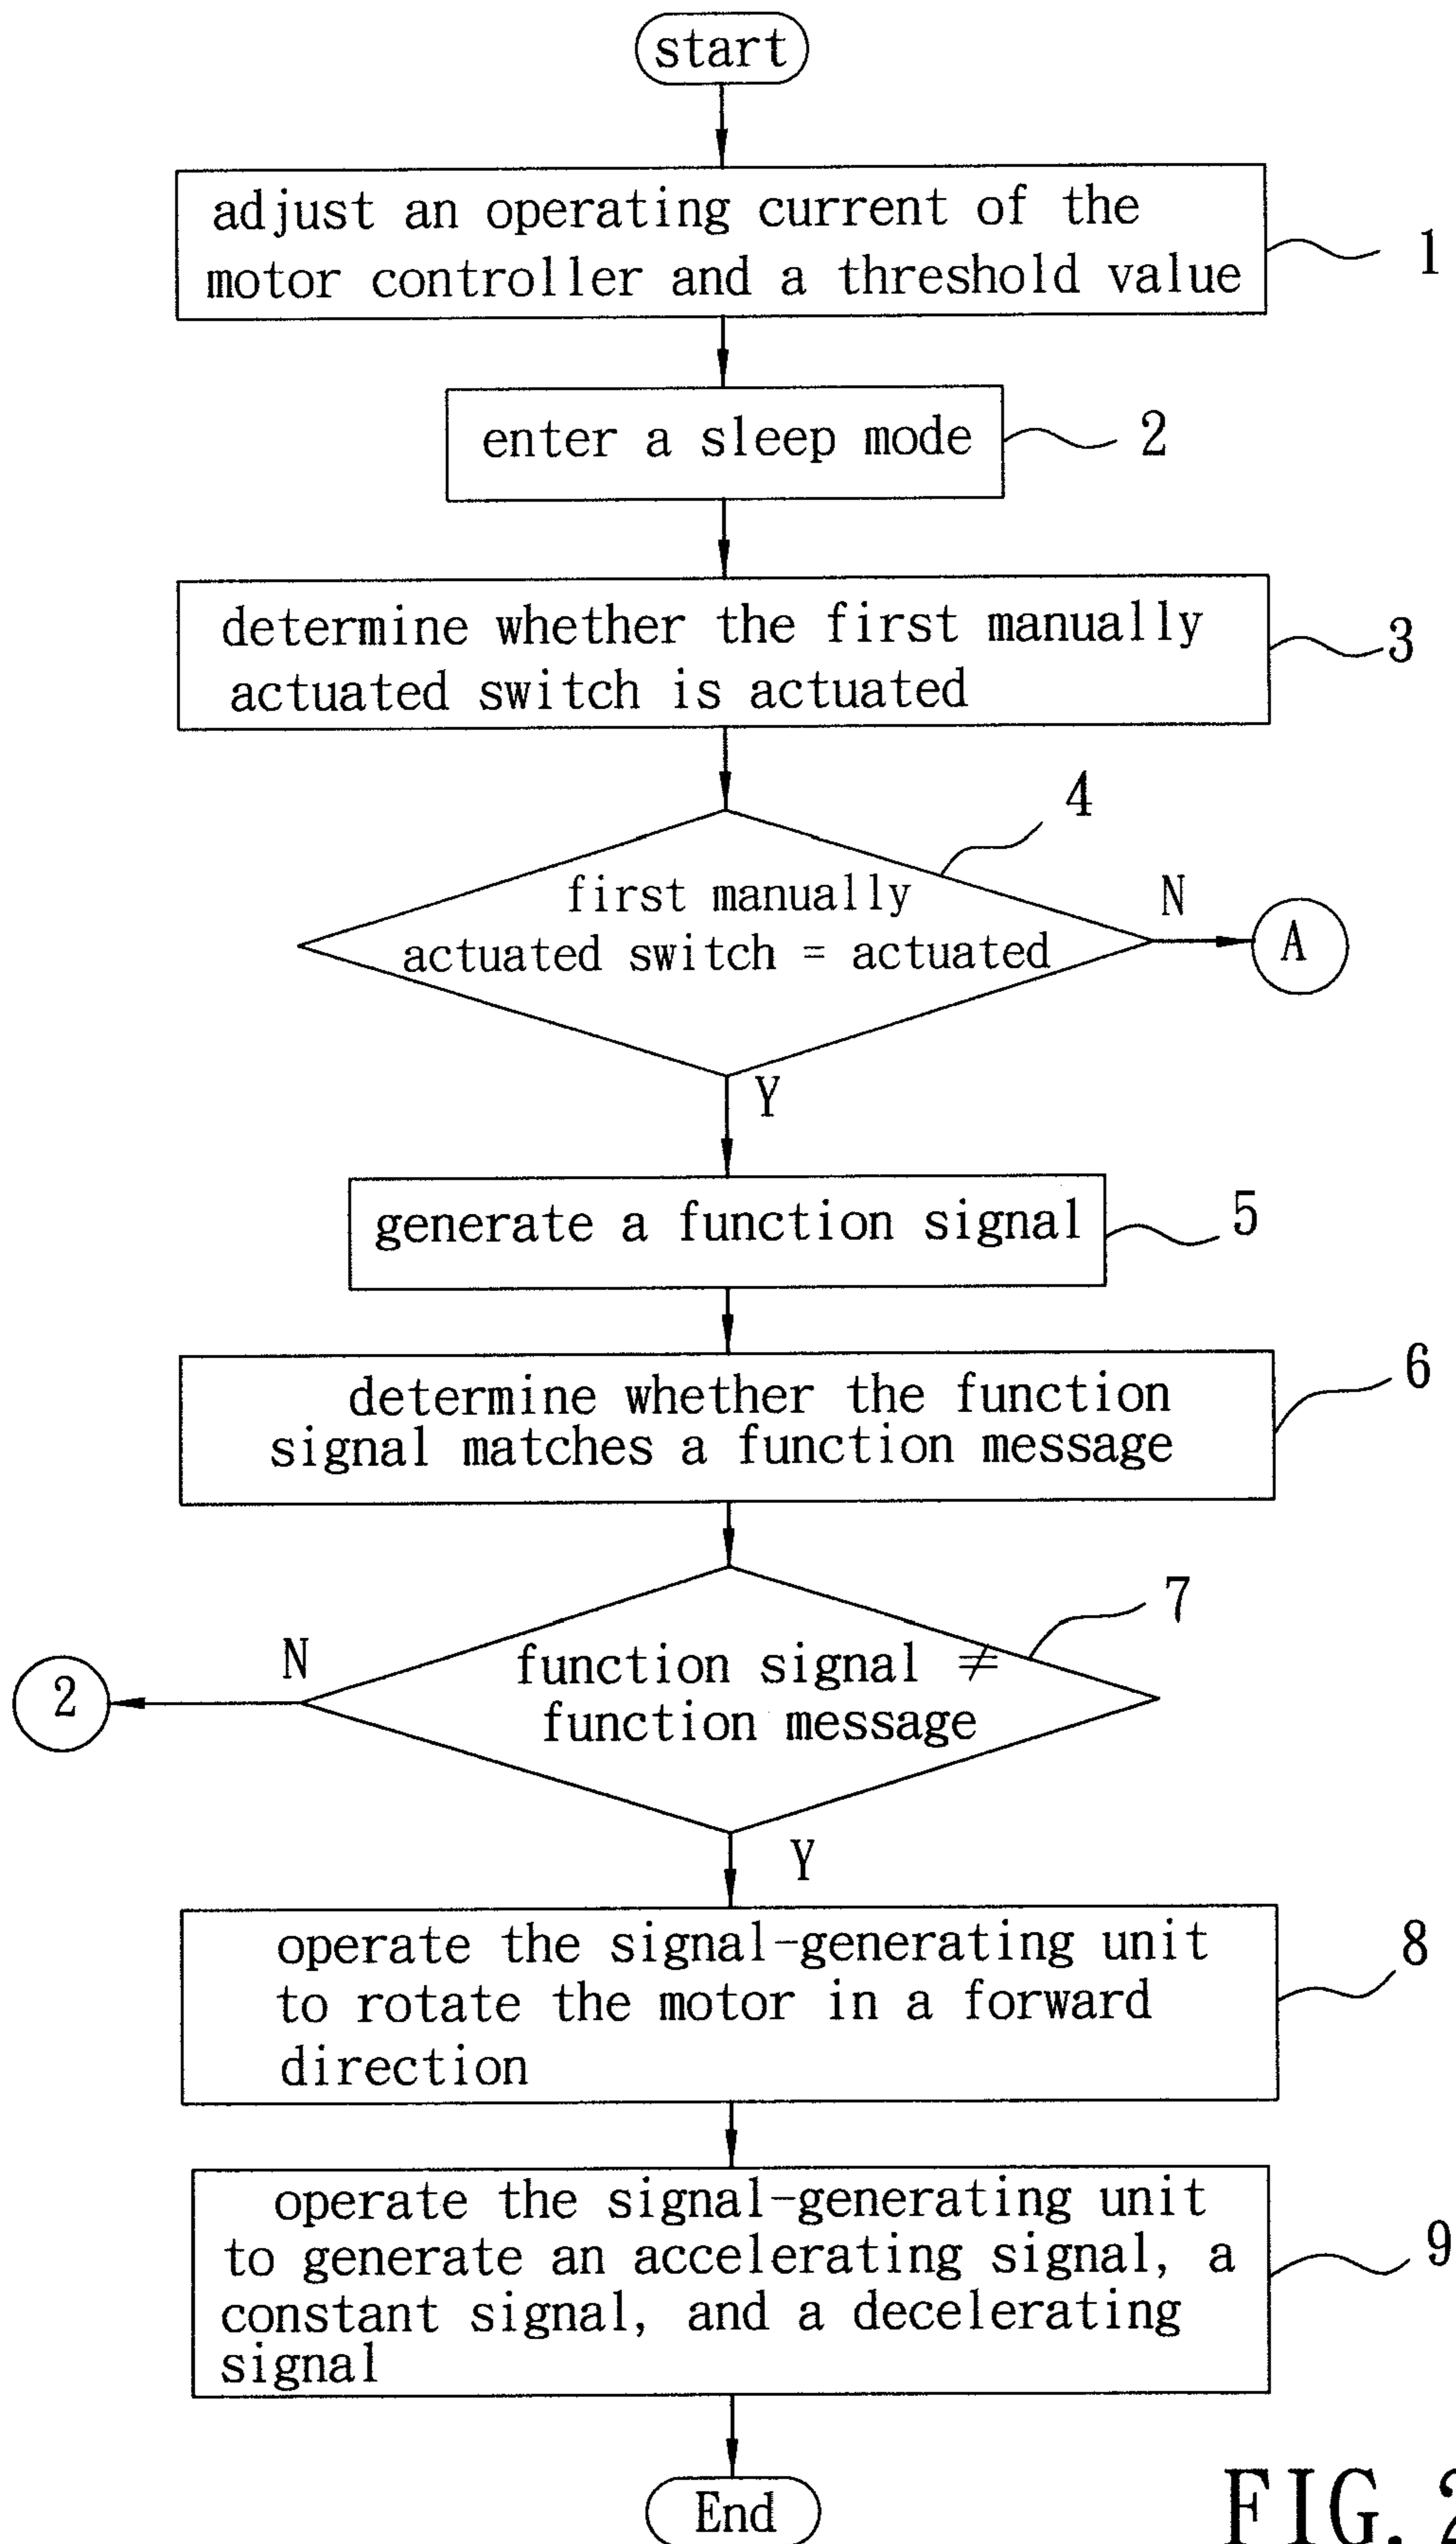 start
adjust an operating current of the
motor controller and a threshold value
1
enter a sleep mode
2
determine whether the first manually
actuated switch is actuated
3
4
first manually
actuated switch = actuated
N
A
Y
generate a function signal
5
determine whether the function
signal matches a function message
6
7
function signal ≠
function message
N
2
Y
operate the signal-generating unit
to rotate the motor in a forward
direction
8
operate the signal-generating unit
to generate an accelerating signal, a
constant signal, and a decelerating
signal
9
End
FIG. 2